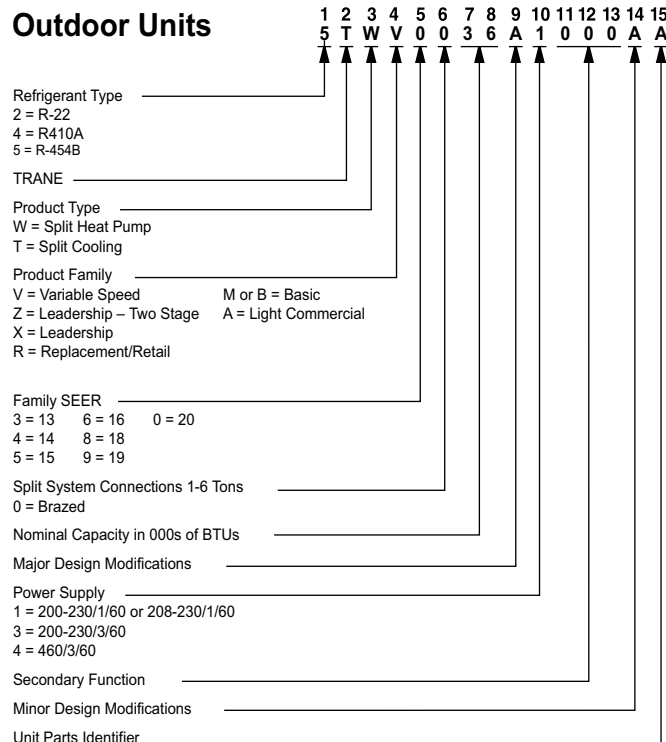 Outdoor Units
1 2 3 4 5 6 7 8 9 10 11 12 13 14 15
5 T W V 0 0 3 6 A 1 0 0 0 A A
Refrigerant Type
2 = R-22
4 = R410A
5 = R-454B
TRANE
Product Type
W = Split Heat Pump
T = Split Cooling
Product Family
V = Variable Speed M or B = Basic
Z = Leadership – Two Stage A = Light Commercial
X = Leadership
R = Replacement/Retail
Family SEER
3 = 13 6 = 16 0 = 20
4 = 14 8 = 18
5 = 15 9 = 19
Split System Connections 1-6 Tons
0 = Brazed
Nominal Capacity in 000s of BTUs
Major Design Modifications
Power Supply
1 = 200-230/1/60 or 208-230/1/60
3 = 200-230/3/60
4 = 460/3/60
Secondary Function
Minor Design Modifications
Unit Parts Identifier